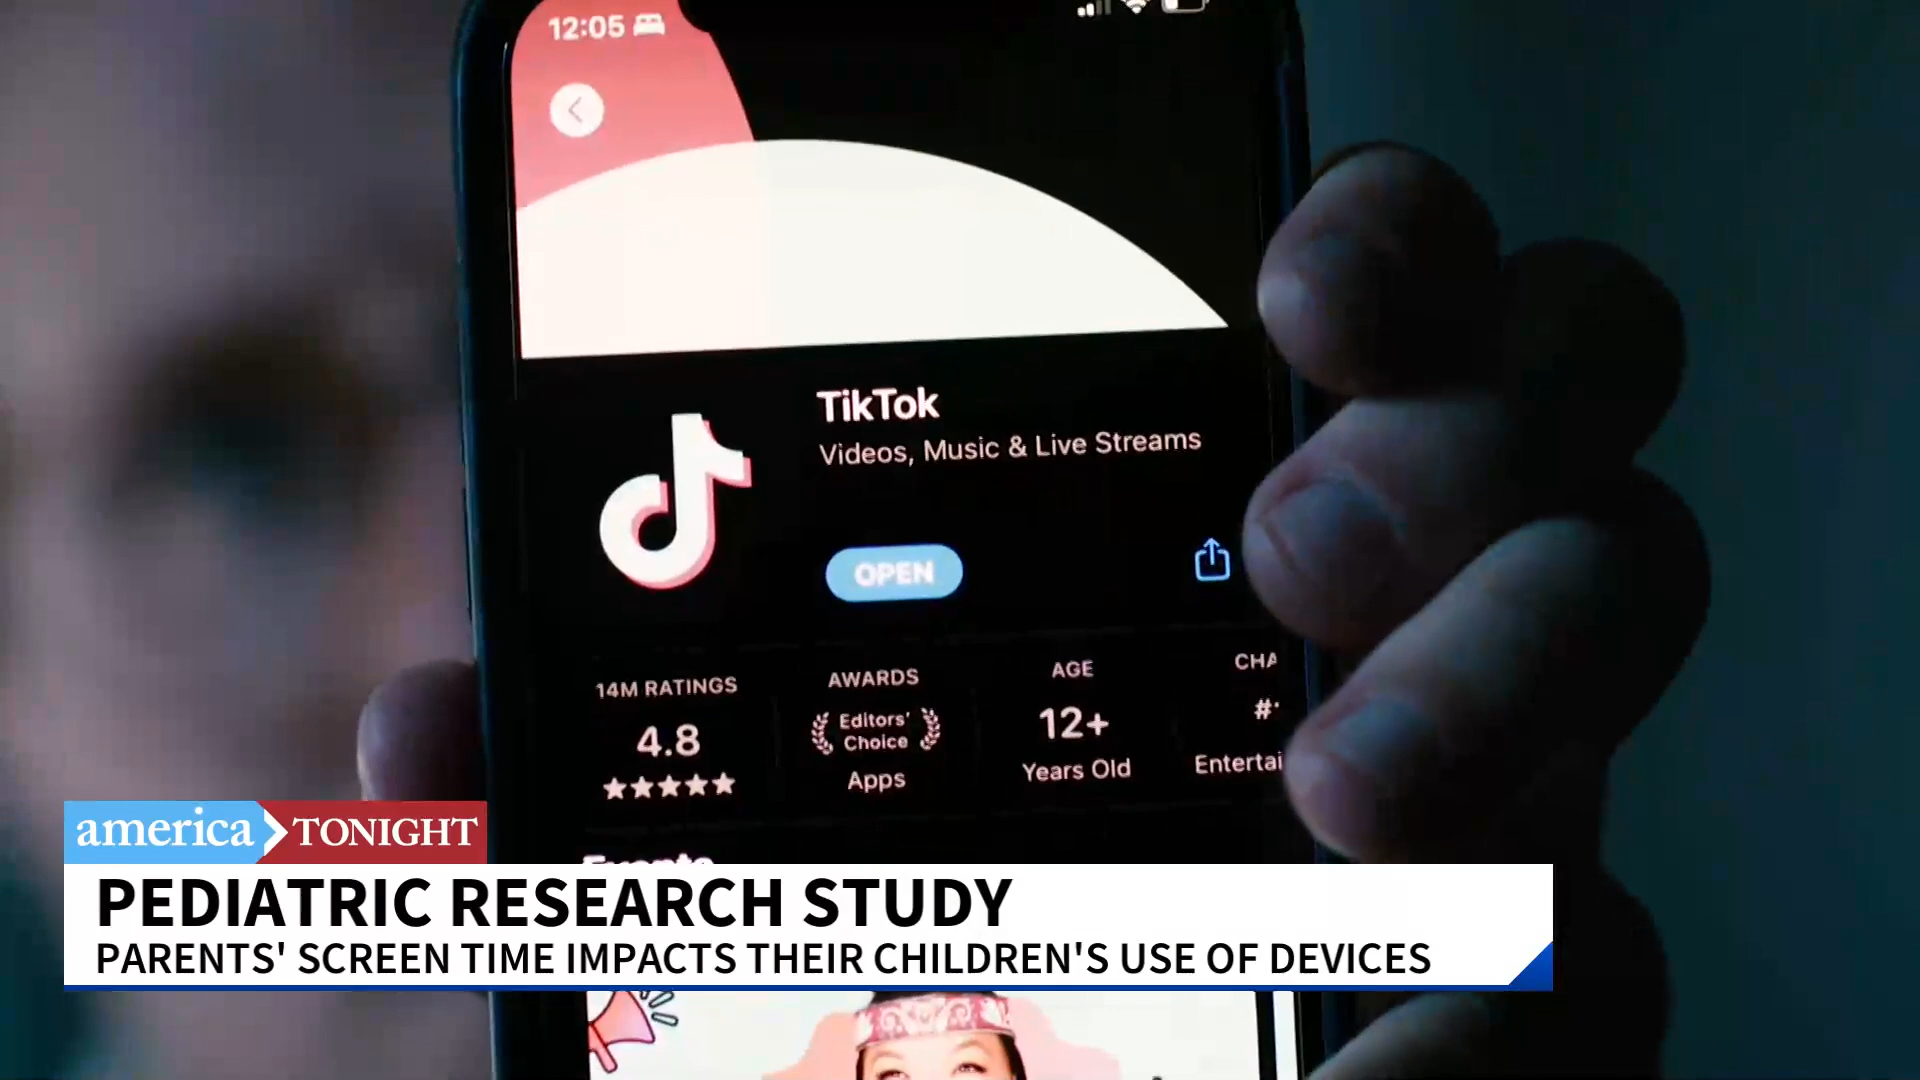 12:05
TikTok
Videos, Music & Live Streams
OPEN
14M RATINGS
4.8
★★★★★
AWARDS
Editors'
Choice
Apps
AGE
12+
Years Old
CHA
#
Entertai
Events
america TONIGHT
PEDIATRIC RESEARCH STUDY
PARENTS' SCREEN TIME IMPACTS THEIR CHILDREN'S USE OF DEVICES